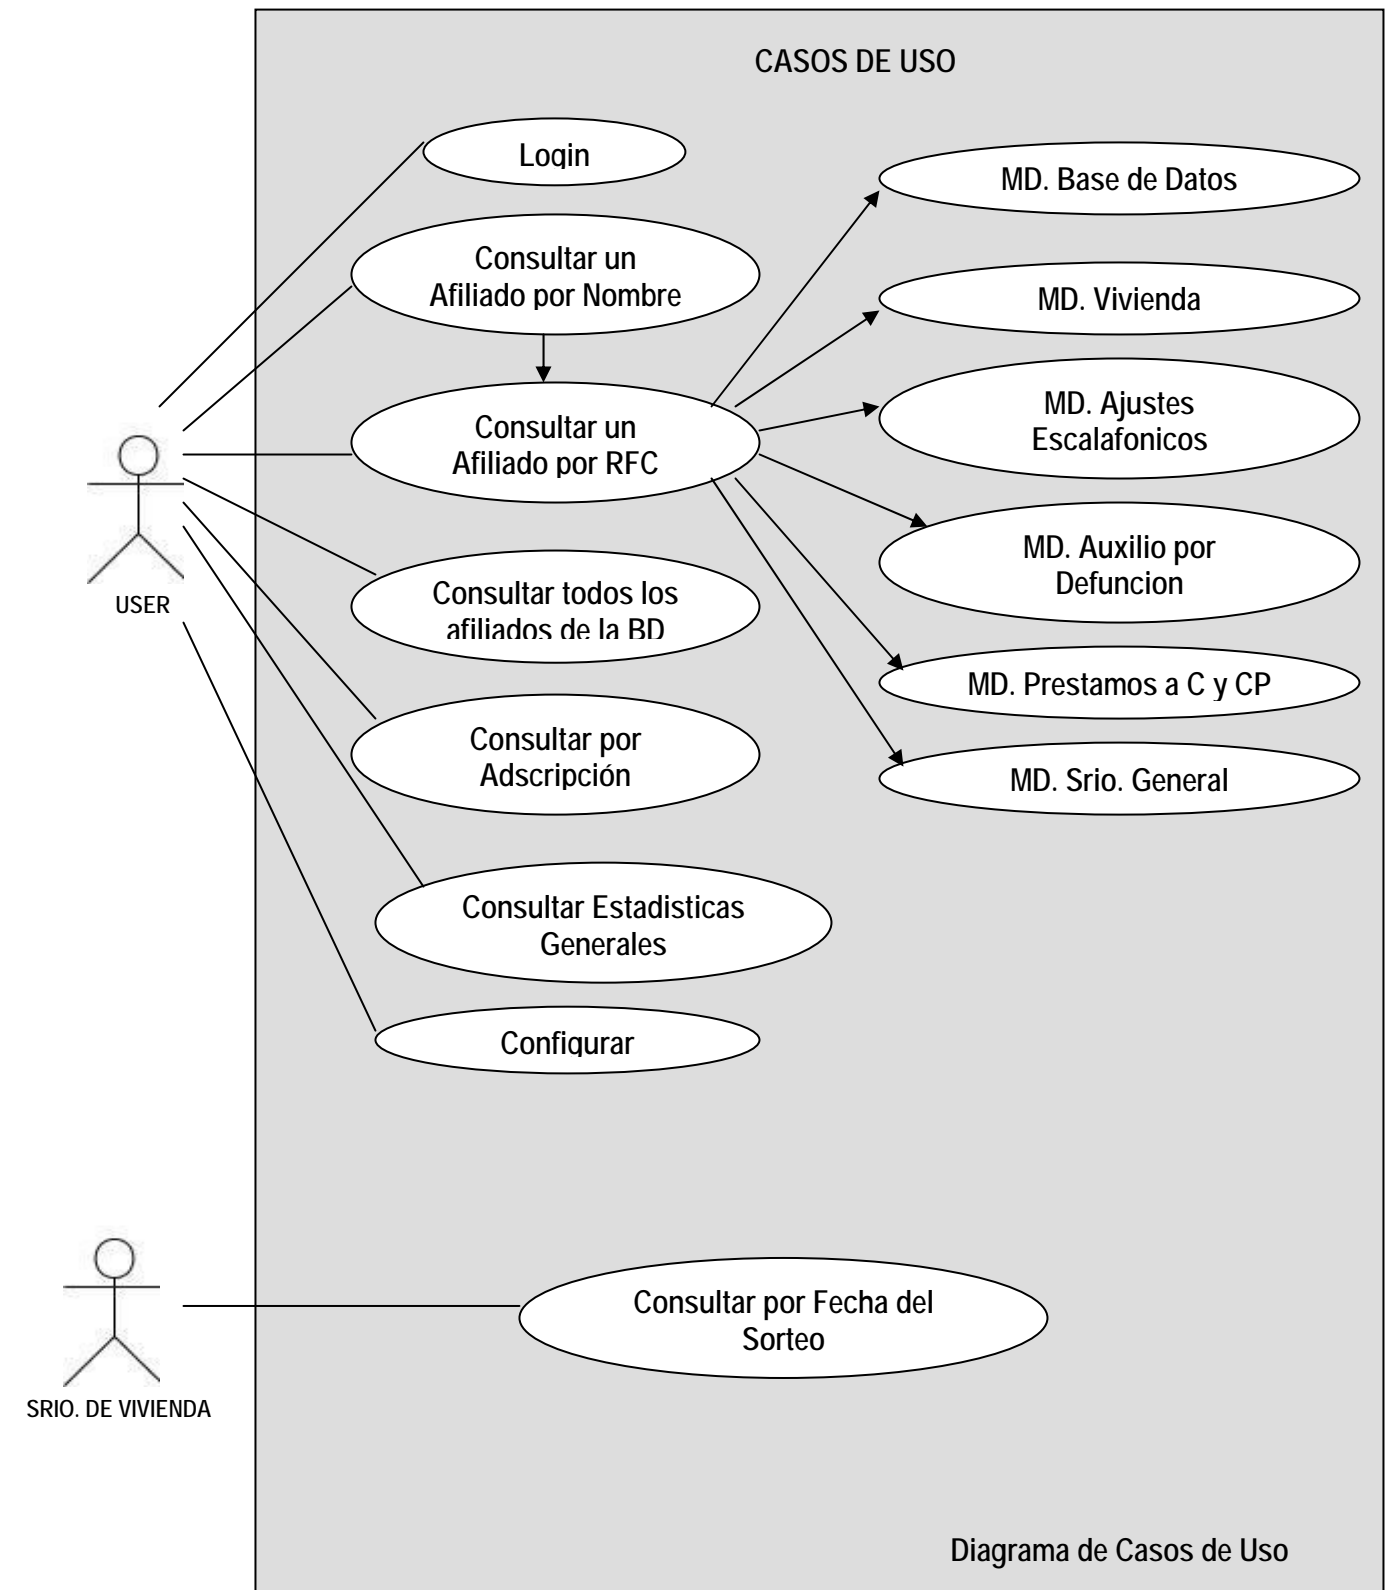 CASOS DE USO
Login
Consultar un
Afiliado por Nombre
Consultar un
Afiliado por RFC
Consultar todos los
afiliados de la BD
Consultar por
Adscripción
Consultar Estadisticas
Generales
Configurar
MD. Base de Datos
MD. Vivienda
MD. Ajustes
Escalafonicos
MD. Auxilio por
Defuncion
MD. Prestamos a C y CP
MD. Srio. General
USER
Consultar por Fecha del
Sorteo
SRIO. DE VIVIENDA
Diagrama de Casos de Uso